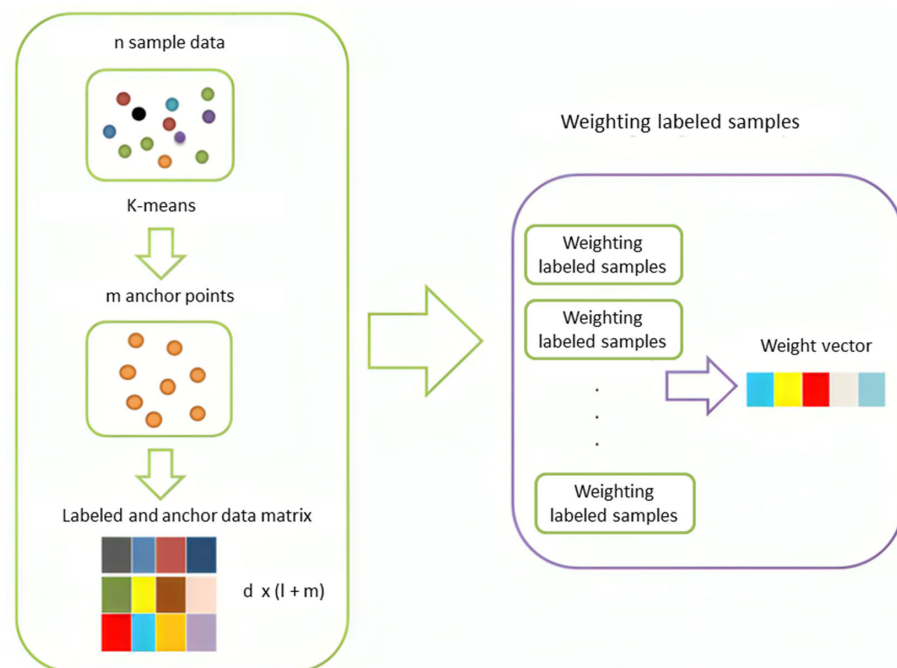 n sample data
K-means
m anchor points
Labeled and anchor data matrix
d x (l + m)
Weighting labeled samples
Weighting
labeled samples
Weighting
labeled samples
.
.
.
Weighting
labeled samples
Weight vector